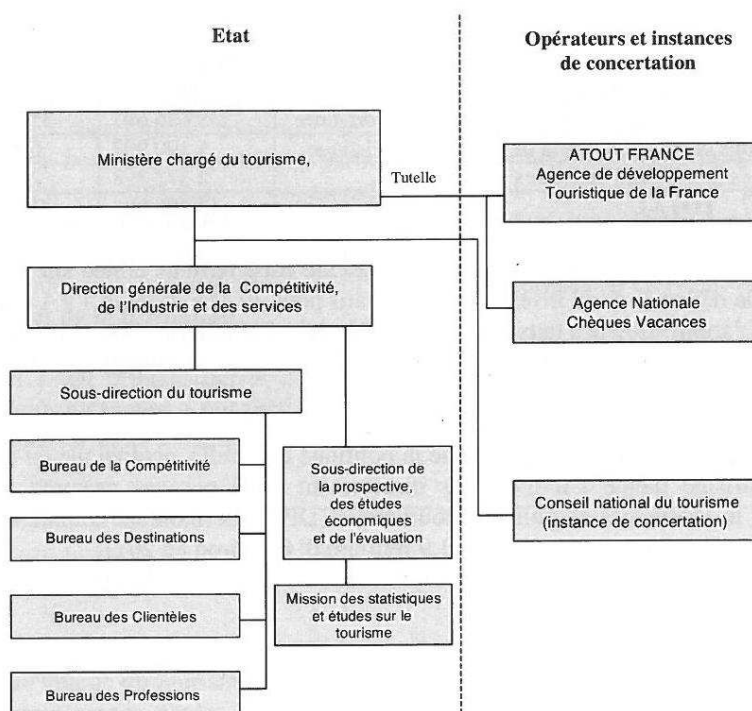 Etat
Opérateurs et instances
de concertation
Ministère chargé du tourisme,
Tutelle
ATOUT FRANCE
Agence de développement
Touristique de la France
Direction générale de la Compétitivité,
de l'Industrie et des services
Agence Nationale
Chèques Vacances
Sous-direction du tourisme
Bureau de la Compétitivité
Bureau des Destinations
Bureau des Clientèles
Bureau des Professions
Sous-direction de
la prospective,
des études
économiques
et de l'évaluation
Mission des statistiques
et études sur le
tourisme
Conseil national du tourisme
(instance de concertation)